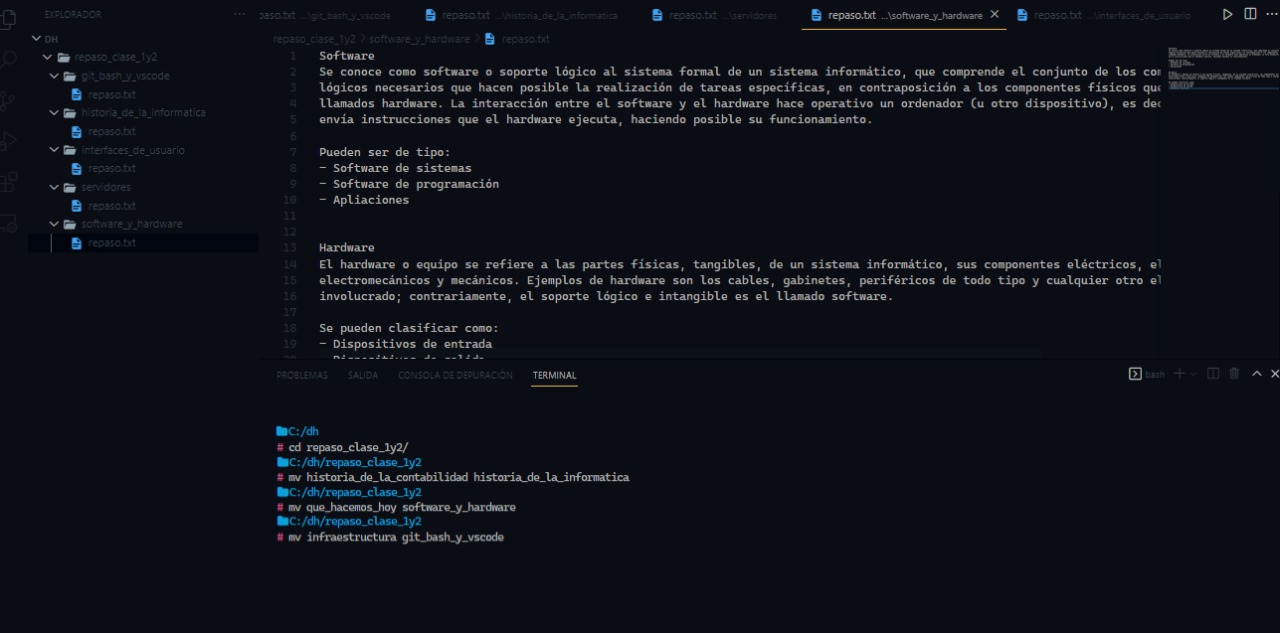 EXPLORADOR
DH
repaso_clase_1y2
git_bash_y_vscode
repaso.txt
historia_de_la_informatica
repaso.txt
interfaces_de_usuario
repaso.txt
servidores
repaso.txt
software_y_hardware
repaso.txt
paso.txt ...\git_bash_y_vscode
repaso.txt ...\historia_de_la_informatica
repaso.txt ...\servidores
repaso.txt ...\software_y_hardware
repaso.txt ...\interfaces_de_usuario
repaso_clase_1y2 > software_y_hardware > repaso.txt
1 Software
2 Se conoce como software o soporte lógico al sistema formal de un sistema informático, que comprende el conjunto de los com
3 lógicos necesarios que hacen posible la realización de tareas específicas, en contraposición a los componentes físicos que
4 llamados hardware. La interacción entre el software y el hardware hace operativo un ordenador (u otro dispositivo), es dec
5 envía instrucciones que el hardware ejecuta, haciendo posible su funcionamiento.
6
7 Pueden ser de tipo:
8 - Software de sistemas
9 - Software de programación
10 - Apliaciones
11
12
13 Hardware
14 El hardware o equipo se refiere a las partes físicas, tangibles, de un sistema informático, sus componentes eléctricos, el
15 electromecánicos y mecánicos. Ejemplos de hardware son los cables, gabinetes, periféricos de todo tipo y cualquier otro el
16 involucrado; contrariamente, el soporte lógico e intangible es el llamado software.
17
18 Se pueden clasificar como:
19 - Dispositivos de entrada
20 - Dispositivos de salida
PROBLEMAS SALIDA CONSOLA DE DEPURACIÓN TERMINAL
bash
C:/dh
# cd repaso_clase_1y2/
C:/dh/repaso_clase_1y2
# mv historia_de_la_contabilidad historia_de_la_informatica
C:/dh/repaso_clase_1y2
# mv que_hacemos_hoy software_y_hardware
C:/dh/repaso_clase_1y2
# mv infraestructura git_bash_y_vscode